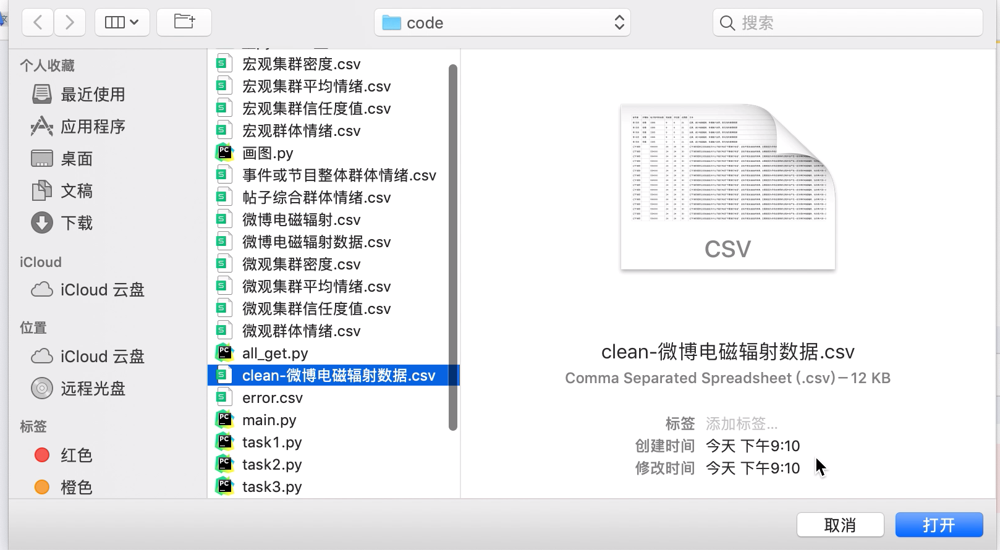 code
搜索
个人收藏
最近使用
应用程序
桌面
文稿
下载
iCloud
iCloud 云盘
位置
iCloud 云盘
远程光盘
标签
红色
橙色
宏观集群密度.csv
宏观集群平均情绪.csv
宏观集群信任度值.csv
宏观群体情绪.csv
画图.py
事件或节目整体群体情绪.csv
帖子综合群体情绪.csv
微博电磁辐射.csv
微博电磁辐射数据.csv
微观集群密度.csv
微观集群平均情绪.csv
微观集群信任度值.csv
微观群体情绪.csv
all_get.py
clean-微博电磁辐射数据.csv
error.csv
main.py
task1.py
task2.py
task3.py
CSV
clean-微博电磁辐射数据.csv
Comma Separated Spreadsheet (.csv) – 12 KB
标签 添加标签...
创建时间 今天 下午9:10
修改时间 今天 下午9:10
取消
打开